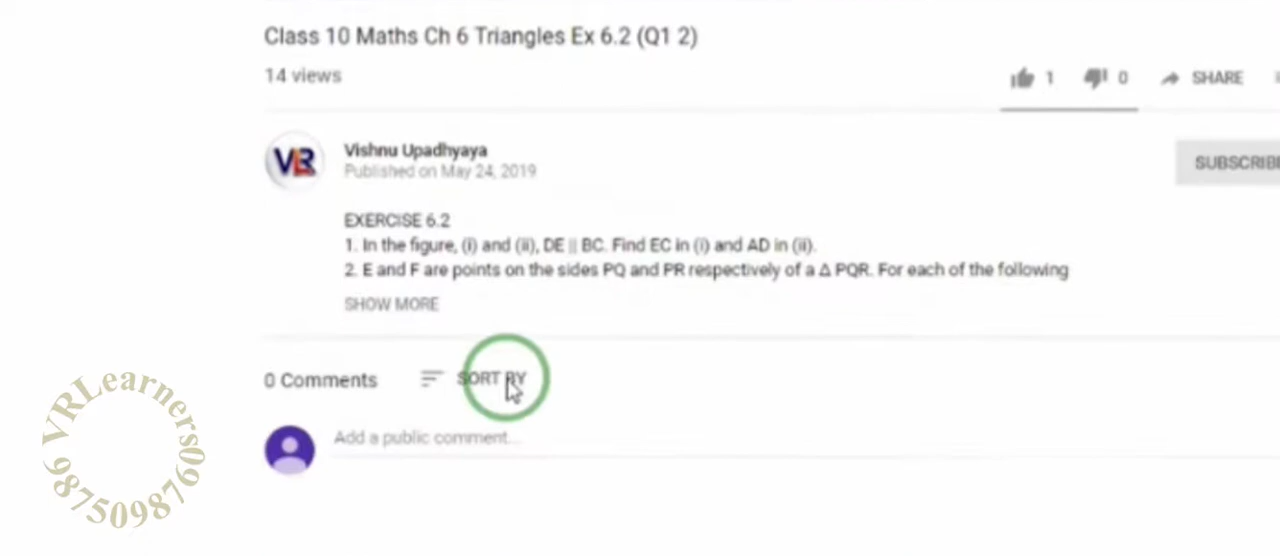 Class 10 Maths Ch 6 Triangles Ex 6.2 (Q1 2)
14 views
1 0 SHARE
VR
Vishnu Upadhyaya
Published on May 24, 2019
SUBSCRIBE
EXERCISE 6.2
1. In the figure, (i) and (ii), DE || BC. Find EC in (i) and AD in (ii).
2. E and F are points on the sides PQ and PR respectively of a Δ PQR. For each of the following
SHOW MORE
0 Comments SORT BY
Add a public comment...
VRLearners09875098760